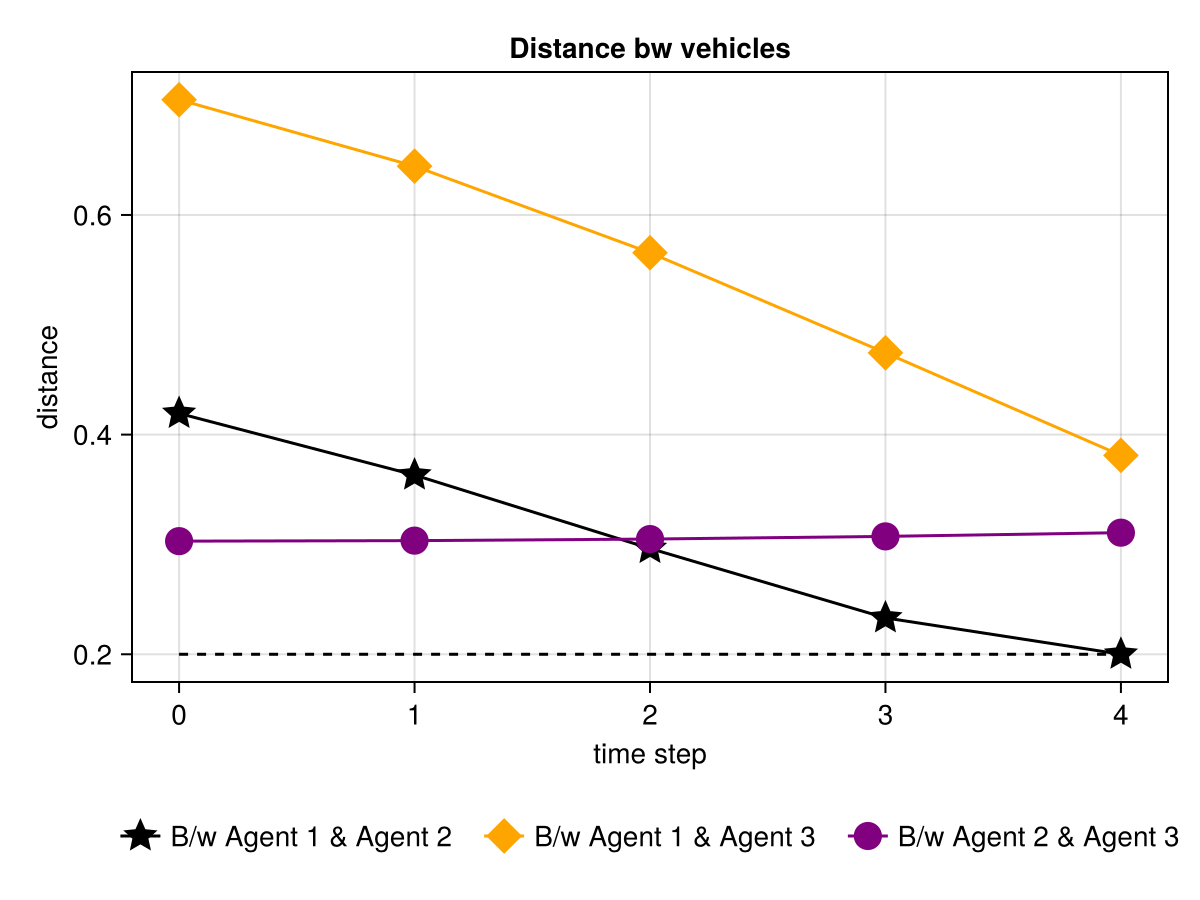 Distance bw vehicles
distance
0.6
0.4
0.2
0 1 2 3 4
time step
B/w Agent 1 & Agent 2 B/w Agent 1 & Agent 3 B/w Agent 2 & Agent 3